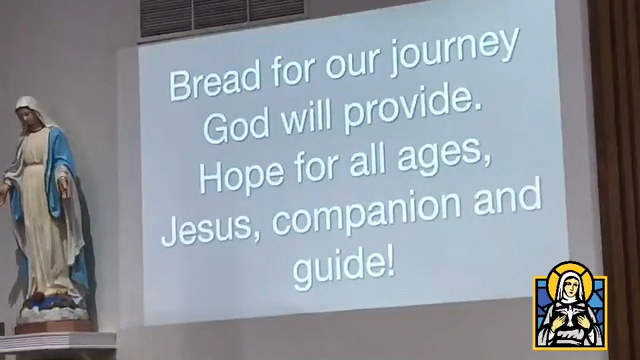 Bread for our journey
God will provide.
Hope for all ages,
Jesus, companion and
guide!